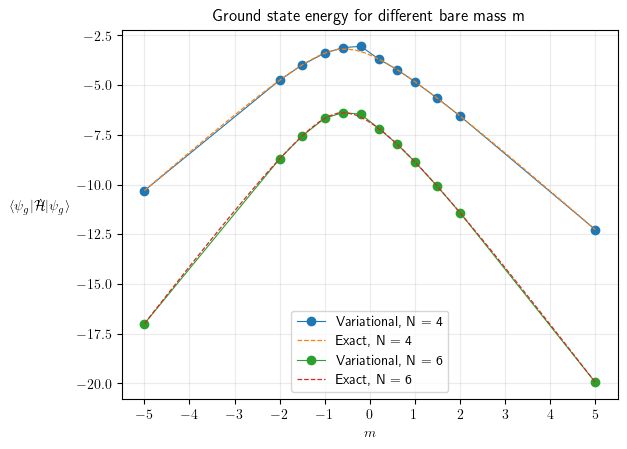 Ground state energy for different bare mass m
−2.5
−5.0
−7.5
−10.0
−12.5
−15.0
−17.5
−20.0
⟨ψg|Ĥ|ψg⟩
Variational, N = 4
Exact, N = 4
Variational, N = 6
Exact, N = 6
−5 −4 −3 −2 −1 0 1 2 3 4 5
m